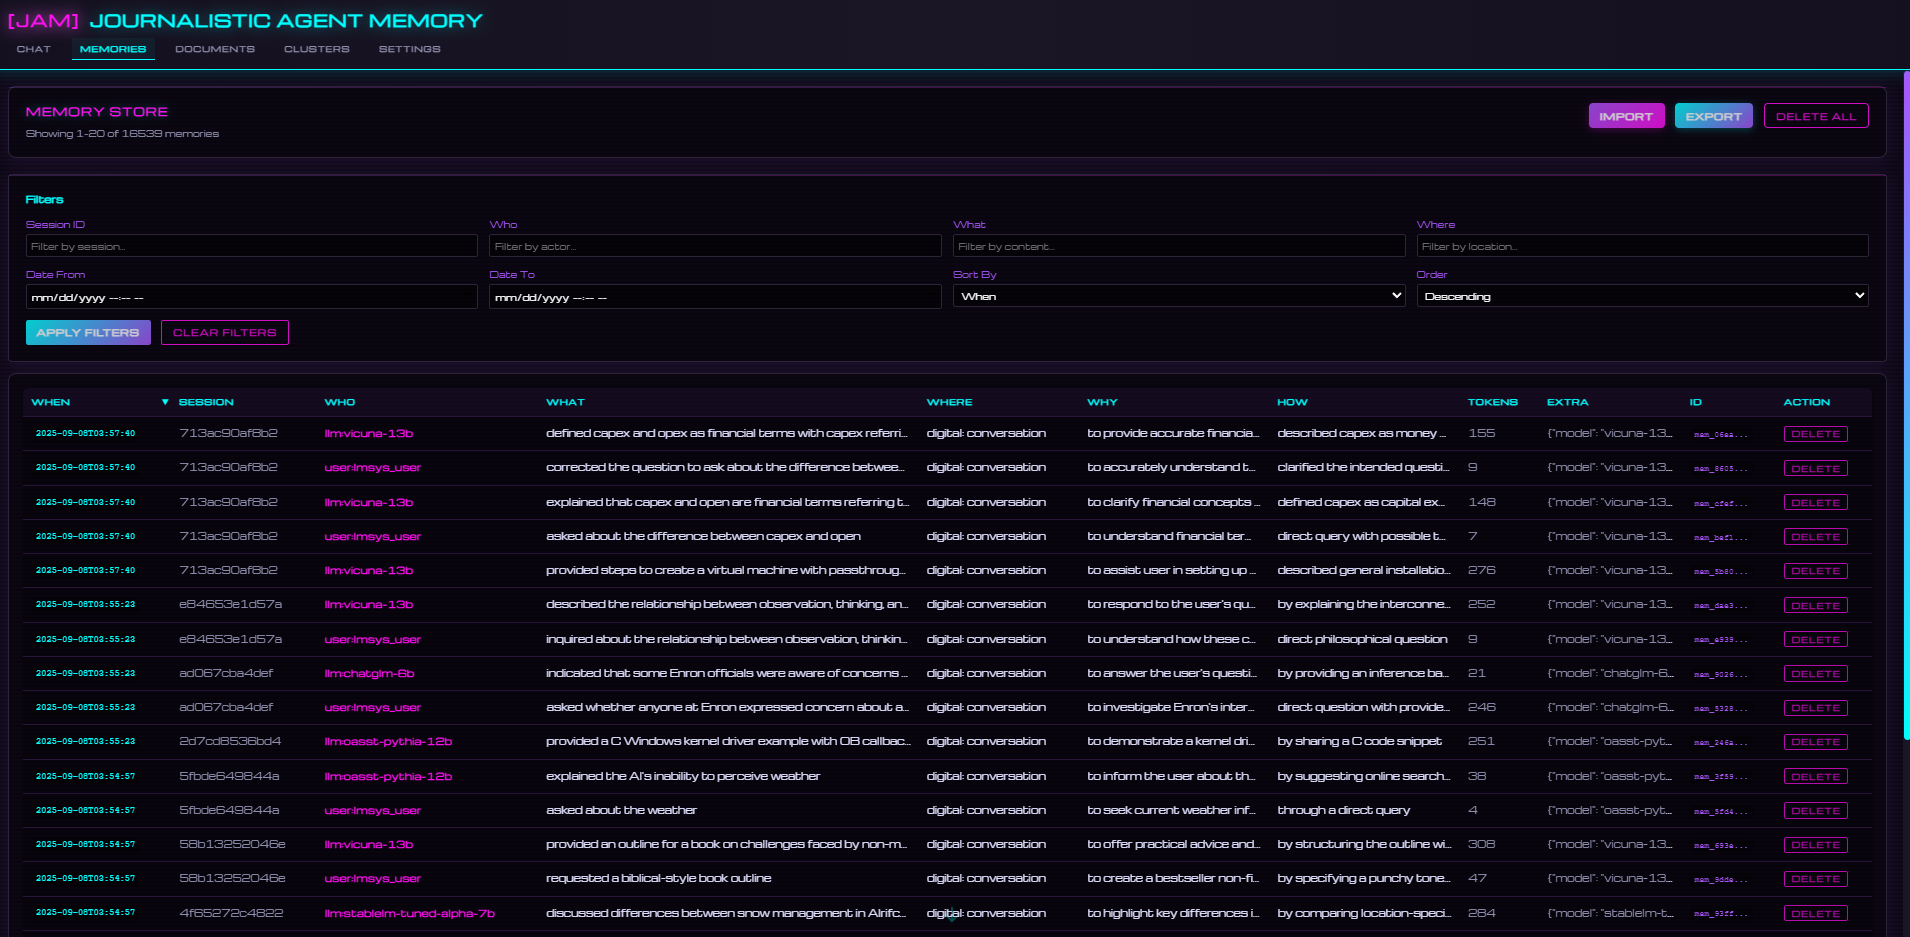 [JAM] JOURNALISTIC AGENT MEMORY
CHAT MEMORIES DOCUMENTS CLUSTERS SETTINGS
MEMORY STORE
Showing 1-20 of 16539 memories
IMPORT EXPORT DELETE ALL
Filters
Session ID Who What Where
Filter by session... Filter by actor... Filter by content... Filter by location...
Date From Date To Sort By Order
mm/dd/yyyy --:-- -- mm/dd/yyyy --:-- -- When Descending
APPLY FILTERS CLEAR FILTERS
WHEN ▼ SESSION WHO WHAT WHERE WHY HOW TOKENS EXTRA ID ACTION
2025-09-08T03:57:40 713ac90af8b2 llm:vicuna-13b defined capex and opex as financial terms with capex referri... digital: conversation to provide accurate financia... described capex as money ... 155 {"model": "vicuna-13... mem_06ea... DELETE
2025-09-08T03:57:40 713ac90af8b2 user:lmsys_user corrected the question to ask about the difference betwee... digital: conversation to accurately understand t... clarified the intended questi... 9 {"model": "vicuna-13... mem_8605... DELETE
2025-09-08T03:57:40 713ac90af8b2 llm:vicuna-13b explained that capex and open are financial terms referring t... digital: conversation to clarify financial concepts ... defined capex as capital ex... 148 {"model": "vicuna-13... DELETE
2025-09-08T03:57:40 713ac90af8b2 user:lmsys_user asked about the difference between capex and open digital: conversation to understand financial ter... direct query with possible t... 7 {"model": "vicuna-13... mem_bef1... DELETE
2025-09-08T03:57:40 713ac90af8b2 llm:vicuna-13b provided steps to create a virtual machine with passthroug... digital: conversation to assist user in setting up ... described general installatio... 276 {"model": "vicuna-13... mem_5b80... DELETE
2025-09-08T03:55:23 e84653e1d57a llm:vicuna-13b described the relationship between observation, thinking, an... digital: conversation to respond to the user's qu... by explaining the interconne... 252 {"model": "vicuna-13... mem_dae3... DELETE
2025-09-08T03:55:23 e84653e1d57a user:lmsys_user inquired about the relationship between observation, thinkin... digital: conversation to understand how these c... direct philosophical question 9 {"model": "vicuna-13... mem_e939... DELETE
2025-09-08T03:55:23 ad067cba4def llm:chatglm-6b indicated that some Enron officials were aware of concerns ... digital: conversation to answer the user's questi... by providing an inference ba... 21 {"model": "chatglm-6... mem_9026... DELETE
2025-09-08T03:55:23 ad067cba4def user:lmsys_user asked whether anyone at Enron expressed concern about a... digital: conversation to investigate Enron's inter... direct question with provide... 246 {"model": "chatglm-6... mem_5328... DELETE
2025-09-08T03:55:23 2d7cd8536bd4 llm:oasst-pythia-12b provided a C Windows kernel driver example with OB callbac... digital: conversation to demonstrate a kernel dri... by sharing a C code snippet 251 {"model": "oasst-pyt... mem_246a... DELETE
2025-09-08T03:54:57 5fbde649844a llm:oasst-pythia-12b explained the AI's inability to perceive weather digital: conversation to inform the user about th... by suggesting online search... 38 {"model": "oasst-pyt... mem_3f59... DELETE
2025-09-08T03:54:57 5fbde649844a user:lmsys_user asked about the weather digital: conversation to seek current weather inf... through a direct query 4 {"model": "oasst-pyt... mem_5fd4... DELETE
2025-09-08T03:54:57 58b13252046e llm:vicuna-13b provided an outline for a book on challenges faced by non-m... digital: conversation to offer practical advice and... by structuring the outline wi... 308 {"model": "vicuna-13... mem_693e... DELETE
2025-09-08T03:54:57 58b13252046e user:lmsys_user requested a biblical-style book outline digital: conversation to create a bestseller non-fi... by specifying a punchy tone... 47 {"model": "vicuna-13... mem_9dde... DELETE
2025-09-08T03:54:57 4f65272c4822 llm:stablelm-tuned-alpha-7b discussed differences between snow management in Alrifc... digital: conversation to highlight key differences i... by comparing location-speci... 284 {"model": "stablelm-t... mem_93ff... DELETE